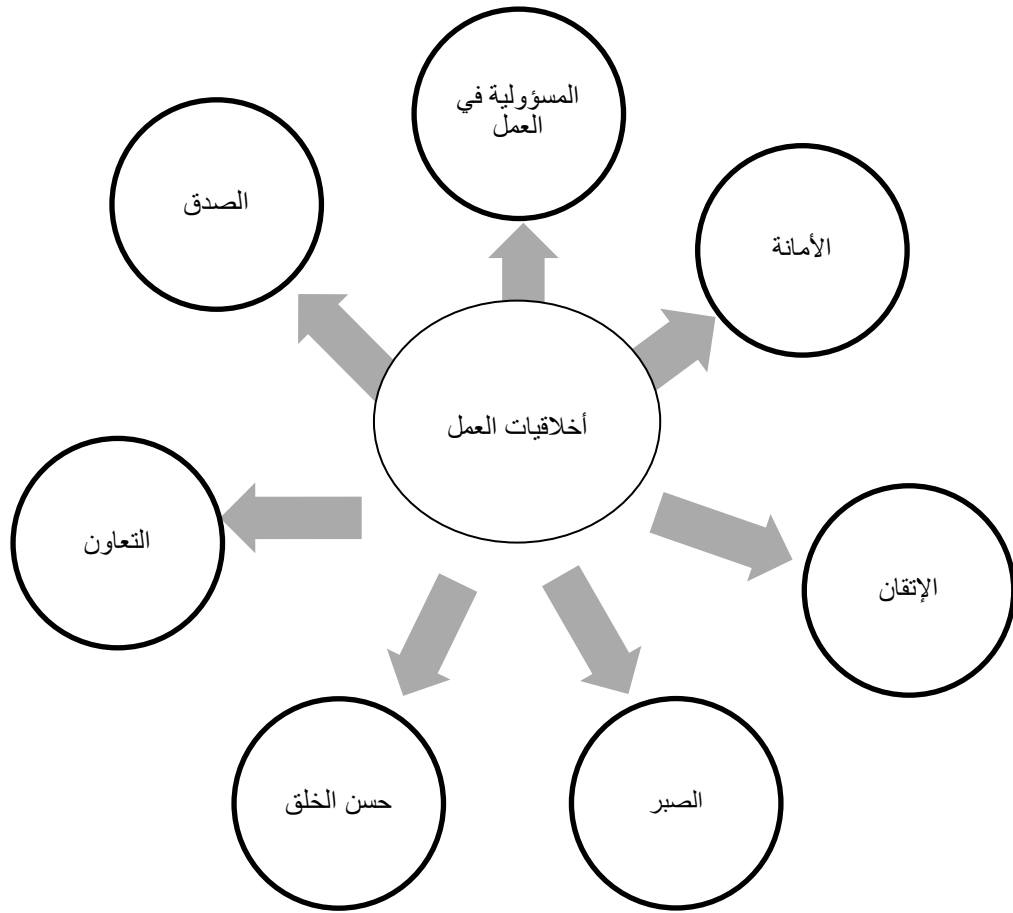 المسؤولية في
العمل
الأمانة
الصدق
أخلاقيات العمل
الإتقان
التعاون
الصبر
حسن الخلق